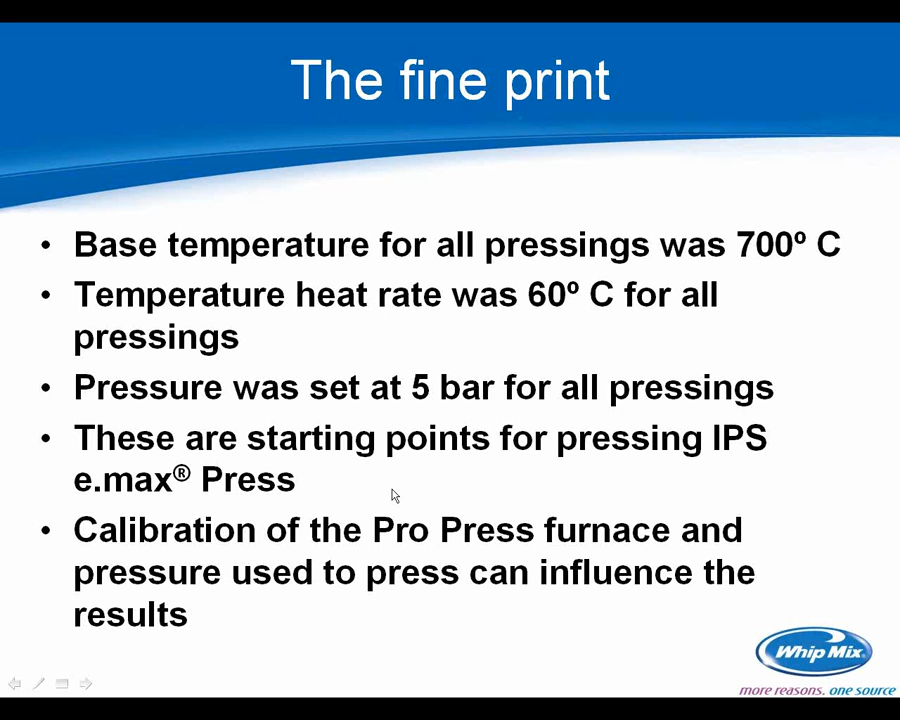 The fine print
• Base temperature for all pressings was 700º C
• Temperature heat rate was 60º C for all
pressings
• Pressure was set at 5 bar for all pressings
• These are starting points for pressing IPS
e.max® Press
• Calibration of the Pro Press furnace and
pressure used to press can influence the
results
Whip Mix®
more reasons. one source